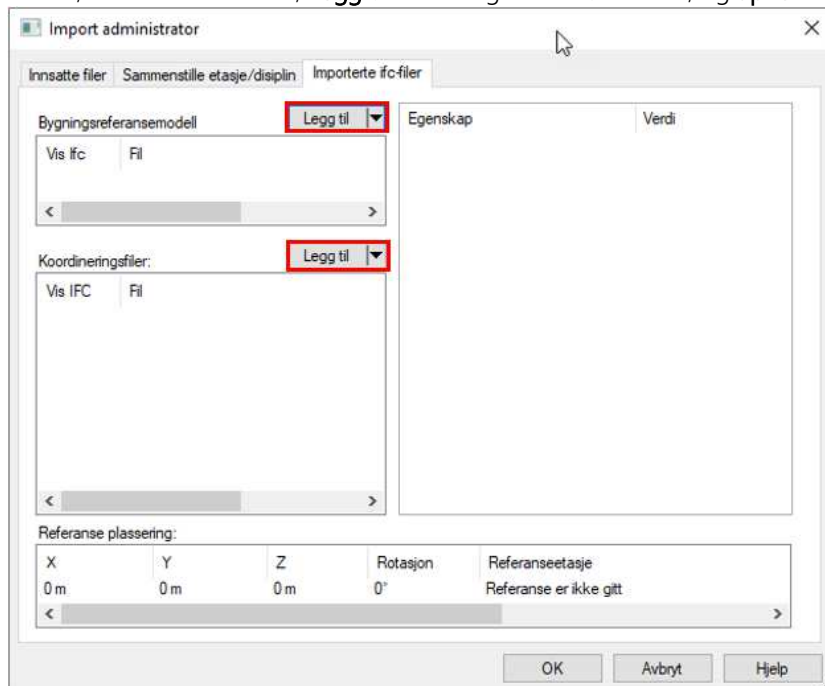 Import administrator
Innsatte filer Sammenstille etasje/disiplin Importerte ifc-filer
Bygningsreferansemodell Legg til
Vis Ifc Fil
Egenskap Verdi
Koordineringsfiler: Legg til
Vis IFC Fil
Referanse plassering:
X Y Z Rotasjon Referanseetasje
0 m 0 m 0 m 0° Referanse er ikke gitt
OK Avbryt Hjelp